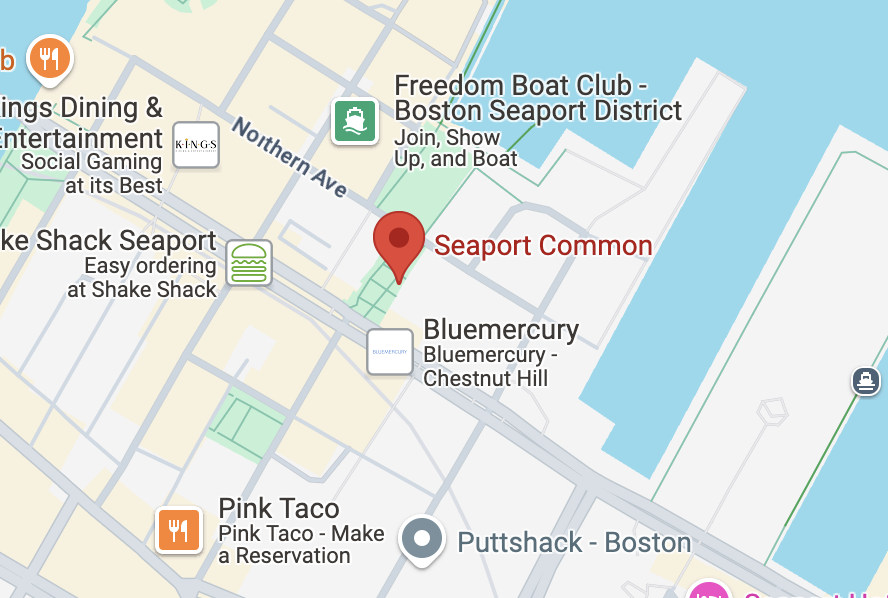 b
Freedom Boat Club -
Boston Seaport District
Join, Show
Up, and Boat
ings Dining &
Entertainment
Social Gaming
at its Best
K·I·N·G·S
Northern Ave
ke Shack Seaport
Easy ordering
at Shake Shack
Seaport Common
Bluemercury
Bluemercury -
Chestnut Hill
BLUEMERCURY
Pink Taco
Pink Taco - Make
a Reservation
Puttshack - Boston